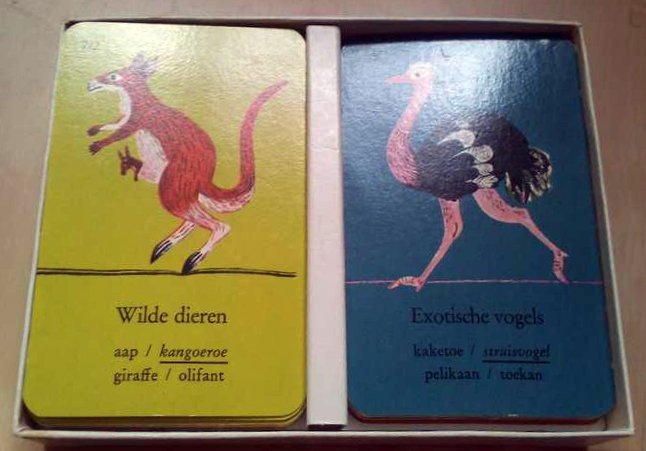 Wilde dieren
aap / kangoeroe
giraffe / olifant
Exotische vogels
kaketoe / struisvogel
pelikaan / toekan